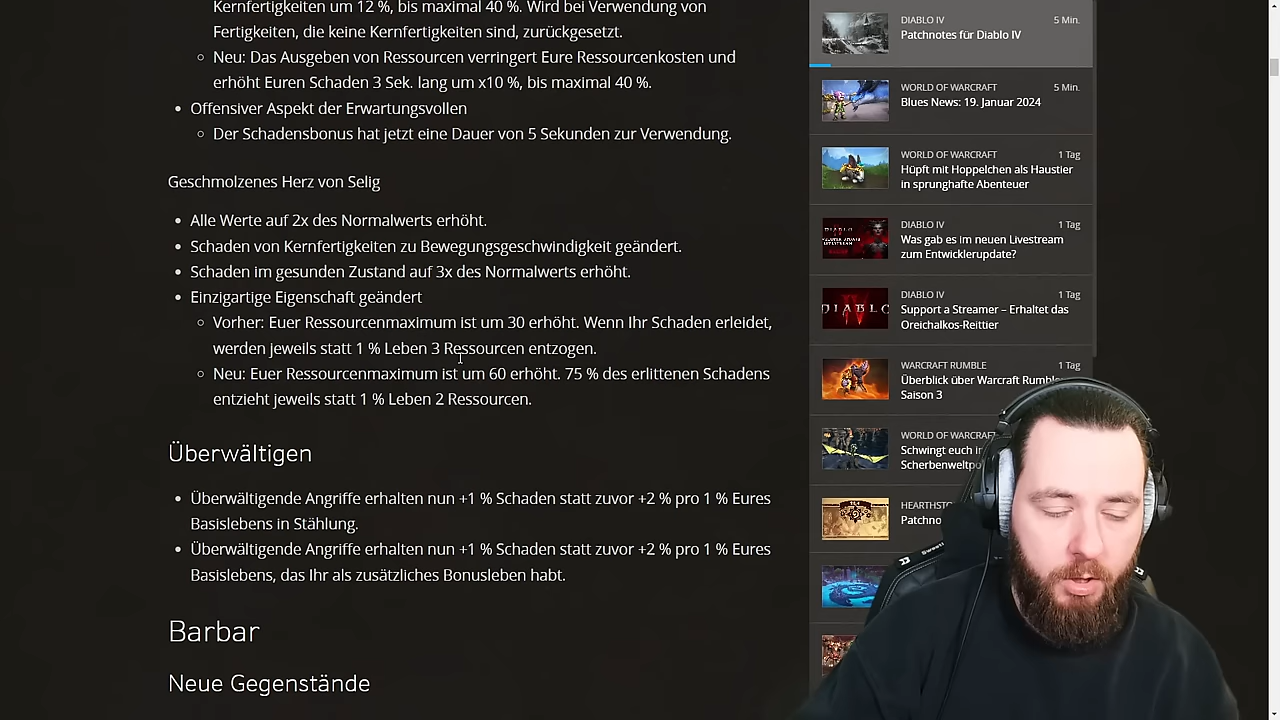 Kernfertigkeiten um 12 %, bis maximal 40 %. Wird bei Verwendung von
Fertigkeiten, die keine Kernfertigkeiten sind, zurückgesetzt.
Neu: Das Ausgeben von Ressourcen verringert Eure Ressourcenkosten und
erhöht Euren Schaden 3 Sek. lang um x10 %, bis maximal 40 %.
Offensiver Aspekt der Erwartungsvollen
Der Schadensbonus hat jetzt eine Dauer von 5 Sekunden zur Verwendung.
Geschmolzenes Herz von Selig
Alle Werte auf 2x des Normalwerts erhöht.
Schaden von Kernfertigkeiten zu Bewegungsgeschwindigkeit geändert.
Schaden im gesunden Zustand auf 3x des Normalwerts erhöht.
Einzigartige Eigenschaft geändert
Vorher: Euer Ressourcenmaximum ist um 30 erhöht. Wenn Ihr Schaden erleidet,
werden jeweils statt 1 % Leben 3 Ressourcen entzogen.
Neu: Euer Ressourcenmaximum ist um 60 erhöht. 75 % des erlittenen Schadens
entzieht jeweils statt 1 % Leben 2 Ressourcen.
Überwältigen
Überwältigende Angriffe erhalten nun +1 % Schaden statt zuvor +2 % pro 1 % Eures
Basislebens in Stählung.
Überwältigende Angriffe erhalten nun +1 % Schaden statt zuvor +2 % pro 1 % Eures
Basislebens, das Ihr als zusätzliches Bonusleben habt.
Barbar
Neue Gegenstände
DIABLO IV 5 Min.
Patchnotes für Diablo IV
WORLD OF WARCRAFT 5 Min.
Blues News: 19. Januar 2024
WORLD OF WARCRAFT 1 Tag
Hüpft mit Hoppelchen als Haustier
in sprunghafte Abenteuer
DIABLO IV 1 Tag
Was gab es im neuen Livestream
zum Entwicklerupdate?
DIABLO IV 1 Tag
Support a Streamer – Erhaltet das
Oreichalkos-Reittier
DIABLO
WARCRAFT RUMBLE 1 Tag
Überblick über Warcraft Rumble
Saison 3
WORLD OF WARCRAFT
Schwingt euch in
Scherbenweltpo
HEARTHSTO
Patchno